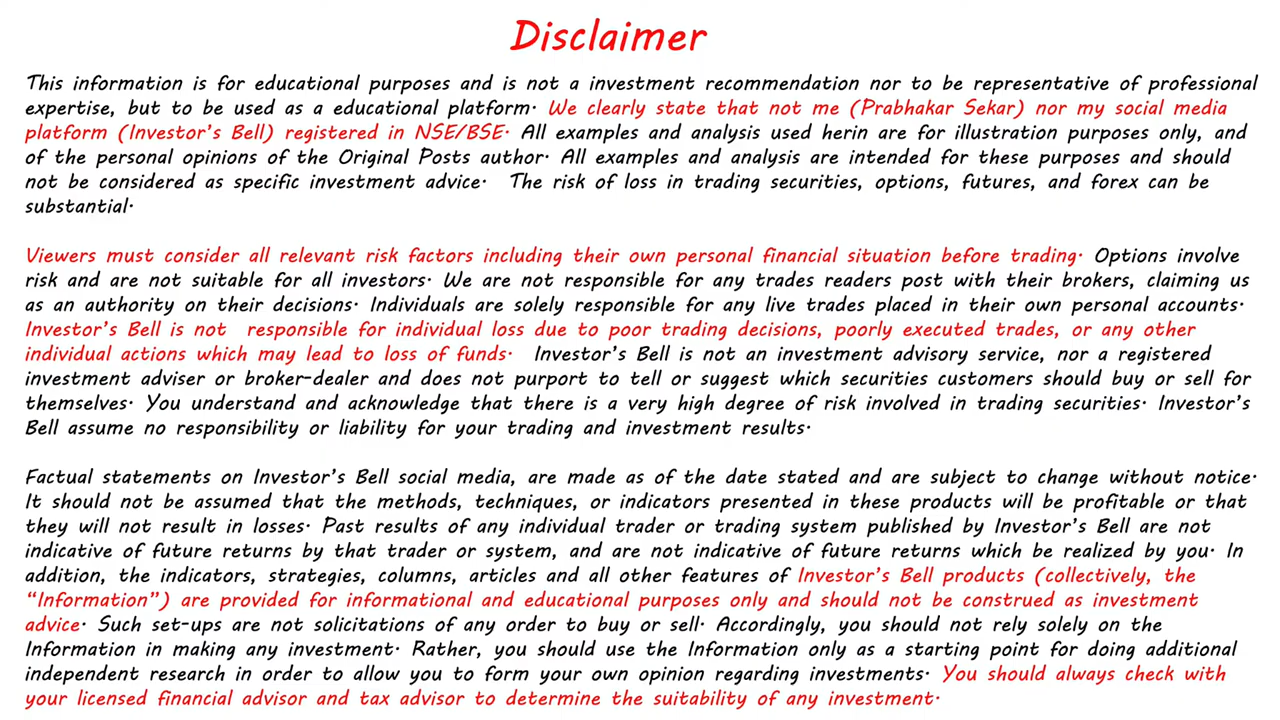 Disclaimer
This information is for educational purposes and is not a investment recommendation nor to be representative of professional
expertise, but to be used as a educational platform. We clearly state that not me (Prabhakar Sekar) nor my social media
platform (Investor's Bell) registered in NSE/BSE. All examples and analysis used herin are for illustration purposes only, and
of the personal opinions of the Original Posts author. All examples and analysis are intended for these purposes and should
not be considered as specific investment advice. The risk of loss in trading securities, options, futures, and forex can be
substantial.
Viewers must consider all relevant risk factors including their own personal financial situation before trading. Options involve
risk and are not suitable for all investors. We are not responsible for any trades readers post with their brokers, claiming us
as an authority on their decisions. Individuals are solely responsible for any live trades placed in their own personal accounts.
Investor's Bell is not responsible for individual loss due to poor trading decisions, poorly executed trades, or any other
individual actions which may lead to loss of funds. Investor's Bell is not an investment advisory service, nor a registered
investment adviser or broker-dealer and does not purport to tell or suggest which securities customers should buy or sell for
themselves. You understand and acknowledge that there is a very high degree of risk involved in trading securities. Investor's
Bell assume no responsibility or liability for your trading and investment results.
Factual statements on Investor's Bell social media, are made as of the date stated and are subject to change without notice.
It should not be assumed that the methods, techniques, or indicators presented in these products will be profitable or that
they will not result in losses. Past results of any individual trader or trading system published by Investor's Bell are not
indicative of future returns by that trader or system, and are not indicative of future returns which be realized by you. In
addition, the indicators, strategies, columns, articles and all other features of Investor's Bell products (collectively, the
"Information") are provided for informational and educational purposes only and should not be construed as investment
advice. Such set-ups are not solicitations of any order to buy or sell. Accordingly, you should not rely solely on the
Information in making any investment. Rather, you should use the Information only as a starting point for doing additional
independent research in order to allow you to form your own opinion regarding investments. You should always check with
your licensed financial advisor and tax advisor to determine the suitability of any investment.